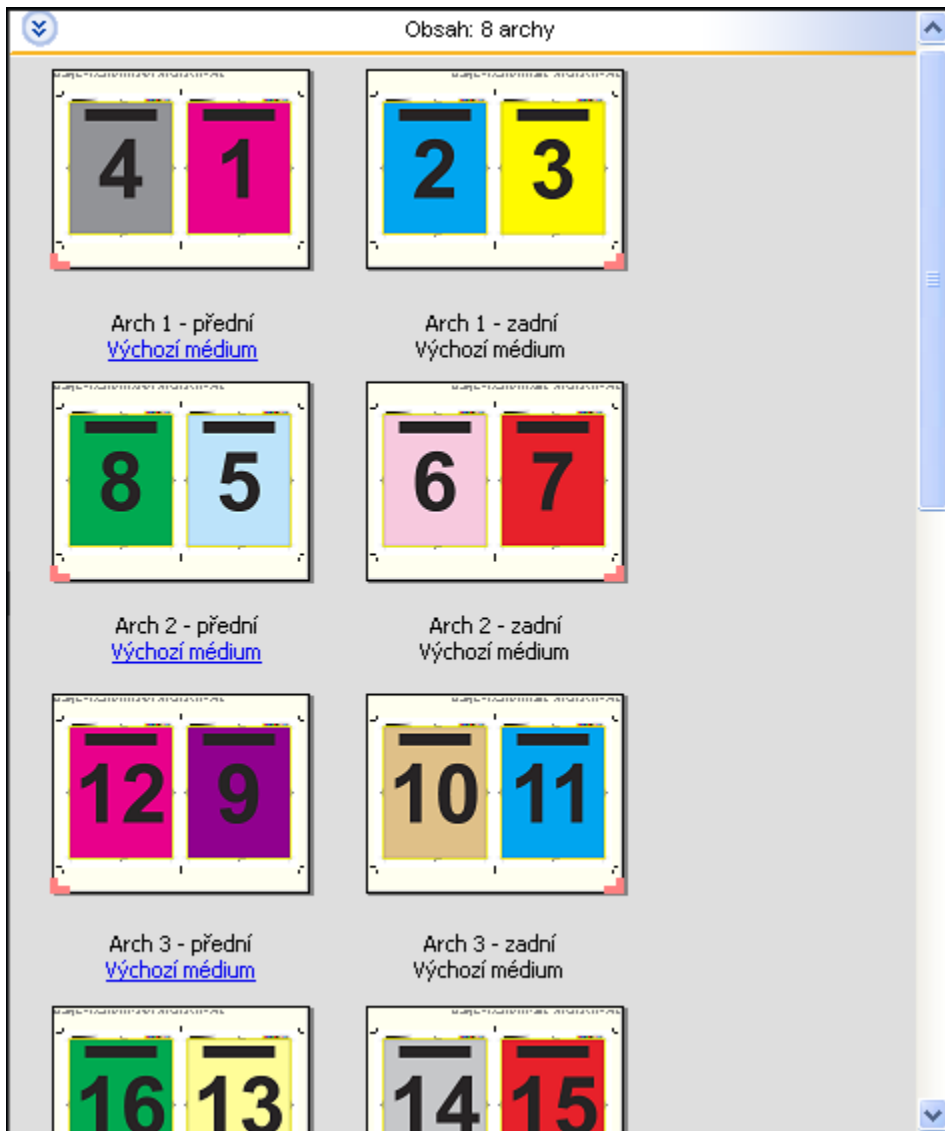 Obsah: 8 archy
4 1
2 3
Arch 1 - přední
Výchozí médium
Arch 1 - zadní
Výchozí médium
8 5
6 7
Arch 2 - přední
Výchozí médium
Arch 2 - zadní
Výchozí médium
12 9
10 11
Arch 3 - přední
Výchozí médium
Arch 3 - zadní
Výchozí médium
16 13
14 15